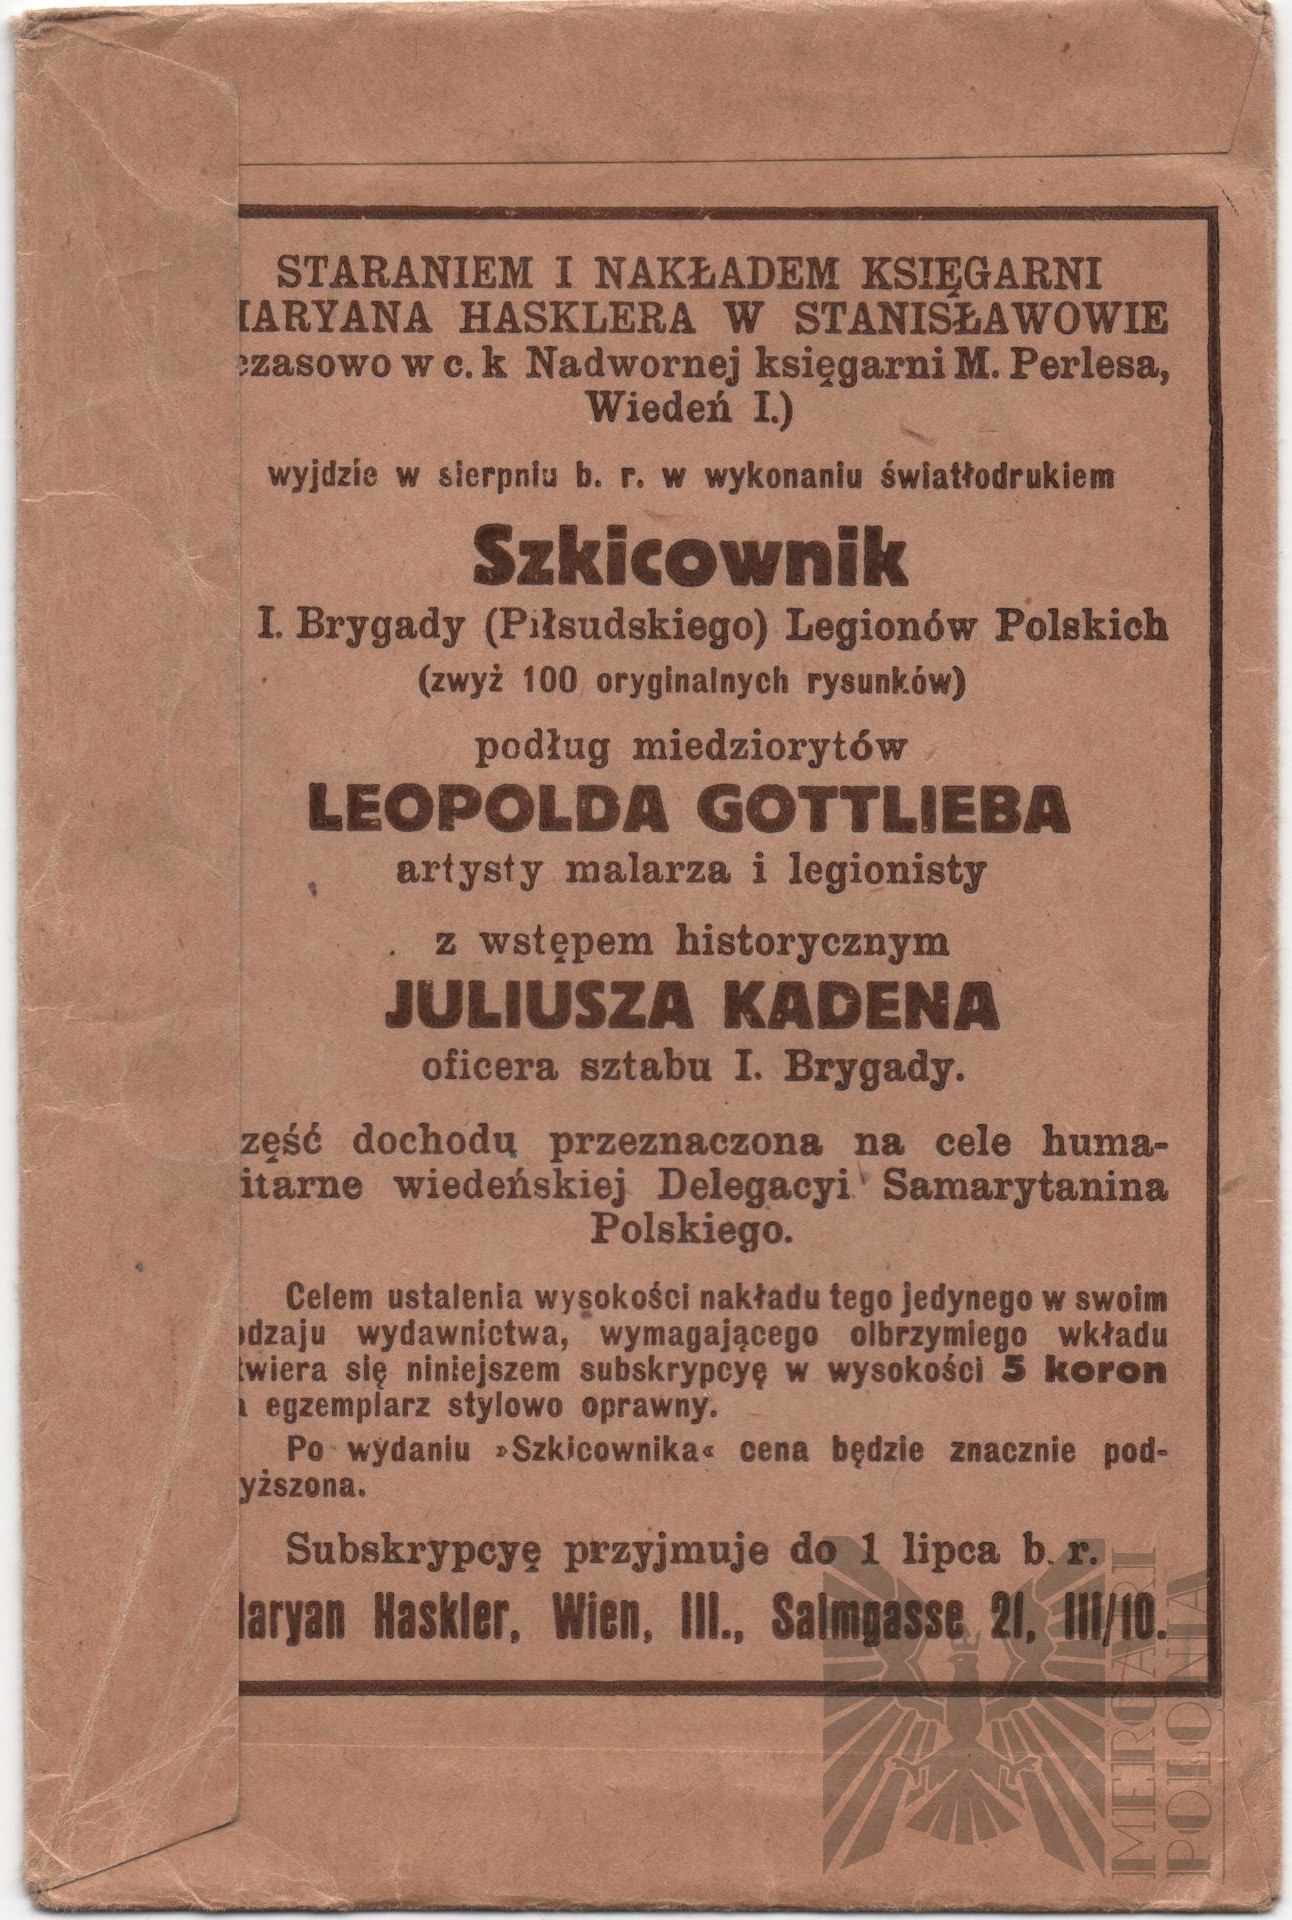 STARANIEM I NAKŁADEM KSIĘGARNI
ARYANA HASKLERA W STANISŁAWOWIE
czasowo w c. k Nadwornej księgarni M. Perlesa,
Wiedeń I.)
wyjdzie w sierpniu b. r. w wykonaniu światłodrukiem
Szkicownik
I. Brygady (Piłsudskiego) Legionów Polskich
(zwyż 100 oryginalnych rysunków)
podług miedziorytów
LEOPOLDA GOTTLIEBA
artysty malarza i legionisty
z wstępem historycznym
JULIUSZA KADENA
oficera sztabu I. Brygady.
zęść dochodu przeznaczona na cele huma-
itarne wiedeńskiej Delegacyi Samarytanina
Polskiego.
Celem ustalenia wysokości nakładu tego jedynego w swoim
odzaju wydawnictwa, wymagającego olbrzymiego wkładu
twiera się niniejszem subskrypcyę w wysokości 5 koron
a egzemplarz stylowo oprawny.
Po wydaniu »Szkicownika« cena będzie znacznie pod-
yższona.
Subskrypcyę przyjmuje do 1 lipca b. r.
aryan Haskler, Wien, III., Salmgasse 21, III/10.
MERCARI
POLONIA